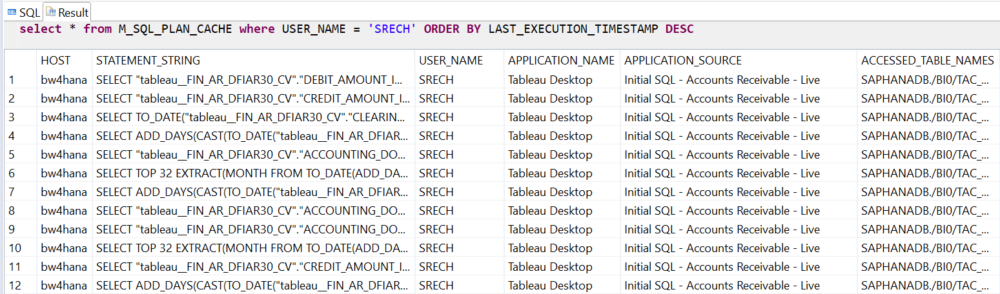 SQL Result
select * from M_SQL_PLAN_CACHE where USER_NAME = 'SRECH' ORDER BY LAST_EXECUTION_TIMESTAMP DESC
HOST STATEMENT_STRING USER_NAME APPLICATION_NAME APPLICATION_SOURCE ACCESSED_TABLE_NAMES
1 bw4hana SELECT "tableau__FIN_AR_DFIAR30_CV"."DEBIT_AMOUNT_I... SRECH Tableau Desktop Initial SQL - Accounts Receivable - Live SAPHANADB./BI0/TAC_...
2 bw4hana SELECT "tableau__FIN_AR_DFIAR30_CV"."CREDIT_AMOUNT_I... SRECH Tableau Desktop Initial SQL - Accounts Receivable - Live SAPHANADB./BI0/TAC_...
3 bw4hana SELECT TO_DATE("tableau__FIN_AR_DFIAR30_CV"."CLEARIN... SRECH Tableau Desktop Initial SQL - Accounts Receivable - Live SAPHANADB./BI0/TAC_...
4 bw4hana SELECT ADD_DAYS(CAST(TO_DATE("tableau__FIN_AR_DFIAR... SRECH Tableau Desktop Initial SQL - Accounts Receivable - Live SAPHANADB./BI0/TAC_...
5 bw4hana SELECT "tableau__FIN_AR_DFIAR30_CV"."ACCOUNTING_DO... SRECH Tableau Desktop Initial SQL - Accounts Receivable - Live SAPHANADB./BI0/TAC_...
6 bw4hana SELECT TOP 32 EXTRACT(MONTH FROM TO_DATE(ADD_DA... SRECH Tableau Desktop Initial SQL - Accounts Receivable - Live SAPHANADB./BI0/TAC_...
7 bw4hana SELECT ADD_DAYS(CAST(TO_DATE("tableau__FIN_AR_DFIAR... SRECH Tableau Desktop Initial SQL - Accounts Receivable - Live SAPHANADB./BI0/TAC_...
8 bw4hana SELECT "tableau__FIN_AR_DFIAR30_CV"."ACCOUNTING_DO... SRECH Tableau Desktop Initial SQL - Accounts Receivable - Live SAPHANADB./BI0/TAC_...
9 bw4hana SELECT "tableau__FIN_AR_DFIAR30_CV"."ACCOUNTING_DO... SRECH Tableau Desktop Initial SQL - Accounts Receivable - Live SAPHANADB./BI0/TAC_...
10 bw4hana SELECT TOP 32 EXTRACT(MONTH FROM TO_DATE(ADD_DA... SRECH Tableau Desktop Initial SQL - Accounts Receivable - Live SAPHANADB./BI0/TAC_...
11 bw4hana SELECT "tableau__FIN_AR_DFIAR30_CV"."CREDIT_AMOUNT_I... SRECH Tableau Desktop Initial SQL - Accounts Receivable - Live SAPHANADB./BI0/TAC_...
12 bw4hana SELECT ADD_DAYS(CAST(TO_DATE("tableau__FIN_AR_DFIAR... SRECH Tableau Desktop Initial SQL - Accounts Receivable - Live SAPHANADB./BI0/TAC_...